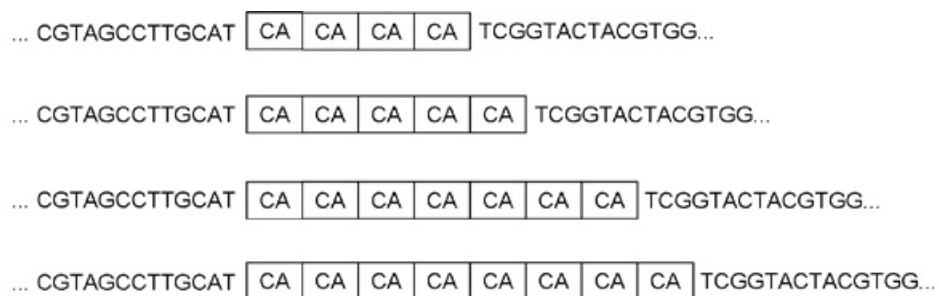 ... CGTAGCCTTGCAT CA CA CA CA TCGGTACTACGTGG...
... CGTAGCCTTGCAT CA CA CA CA CA TCGGTACTACGTGG...
... CGTAGCCTTGCAT CA CA CA CA CA CA CA TCGGTACTACGTGG...
... CGTAGCCTTGCAT CA CA CA CA CA CA CA CA TCGGTACTACGTGG...